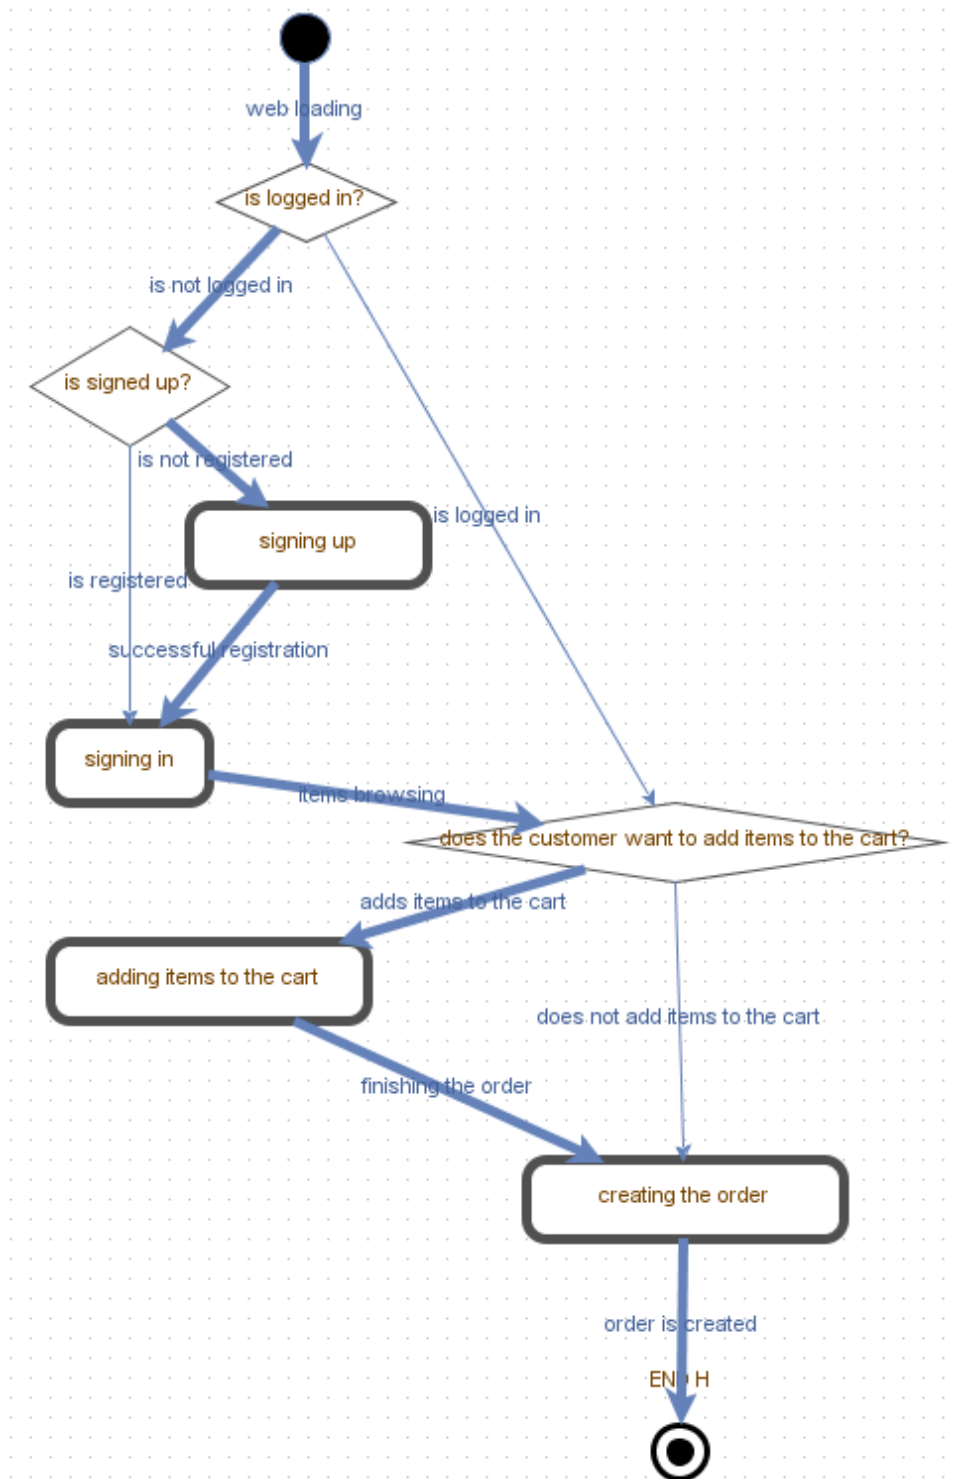 web loading
is logged in?
is not logged in
is signed up?
is not registered
signing up
is logged in
is registered
successful registration
signing in
items browsing
does the customer want to add items to the cart?
adds items to the cart
adding items to the cart
does not add items to the cart
finishing the order
creating the order
order is created
END H